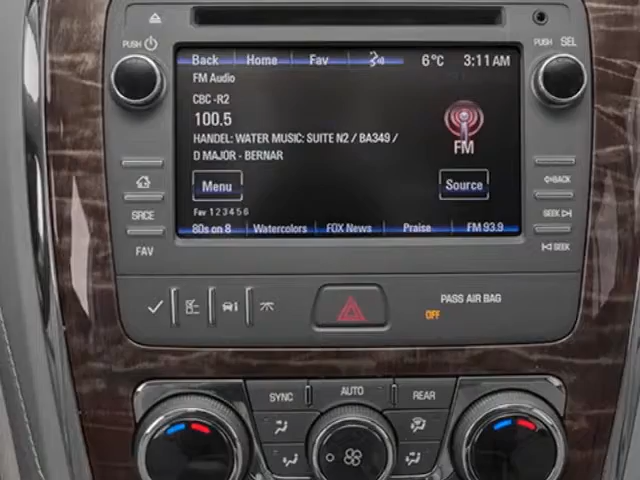 PUSH
PUSH SEL
Back Home Fav 6°C 3:11 AM
FM Audio
CBC -R2
100.5
HANDEL: WATER MUSIC: SUITE N2 / BA349 /
D MAJOR - BERNAR
FM
Menu
Source
Fav 1 2 3 4 5 6
80s on 8 Watercolors FOX News Praise FM 93.9
SRCE
FAV
BACK
SEEK
SEEK
PASS AIR BAG
OFF
SYNC AUTO REAR